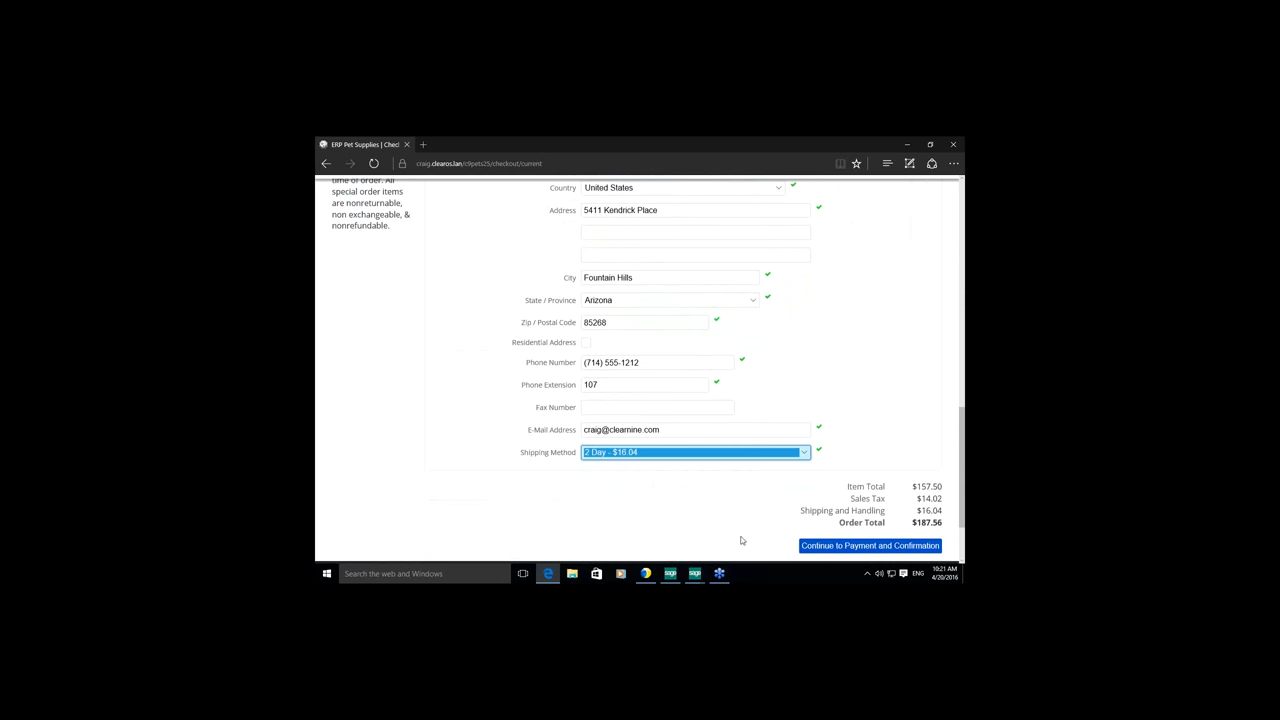 ERP Pet Supplies | Chec
craig.clearos.lan/c9pets25/checkout/current
time of order. All
special order items
are nonreturnable,
non exchangeable, &
nonrefundable.
Country United States
Address 5411 Kendrick Place
City Fountain Hills
State / Province Arizona
Zip / Postal Code 85268
Residential Address
Phone Number (714) 555-1212
Phone Extension 107
Fax Number
E-Mail Address craig@clearnine.com
Shipping Method 2 Day - $16.04
Item Total $157.50
Sales Tax $14.02
Shipping and Handling $16.04
Order Total $187.56
Continue to Payment and Confirmation
Search the web and Windows
sage sage
ENG
10:21 AM
4/20/2016